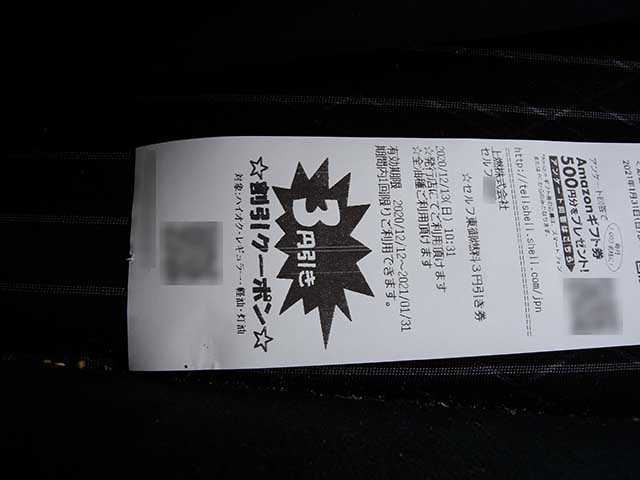 アンケート回答で
Amazonギフト券
500円分をプレゼント!
http://tellshell.shell.com/jpn
==============================
上燃株式会社
セルフ
☆セルフ東須磨燃料3円引き券
2020/12/13(日) 10:31
☆発行店にてご利用頂けます
☆全油種ご利用頂けます
有効期限 2020/12/12~2021/01/31
期間内1回限りご利用できます。
3円引き
☆割引クーポン☆
対象:ハイオク・レギュラー・軽油・灯油